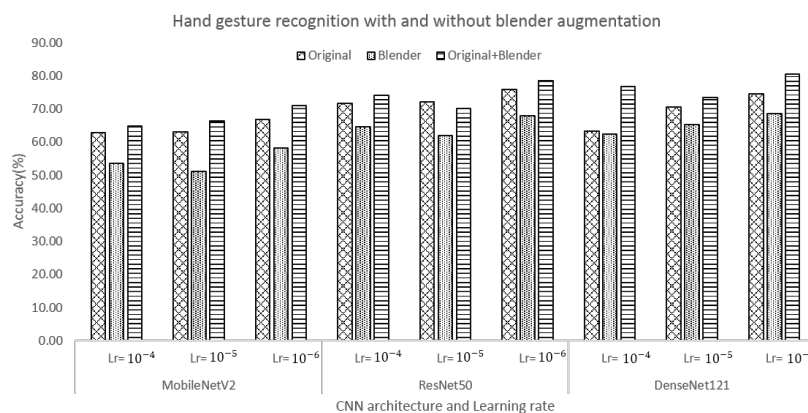 Hand gesture recognition with and without blender augmentation
Original Blender Original+Blender
90.00
80.00
70.00
60.00
50.00
40.00
30.00
20.00
10.00
0.00
Accuracy(%)
Lr= 10⁻⁴ Lr= 10⁻⁵ Lr= 10⁻⁶ Lr= 10⁻⁴ Lr= 10⁻⁵ Lr= 10⁻⁶ Lr= 10⁻⁴ Lr= 10⁻⁵ Lr= 10⁻
MobileNetV2 ResNet50 DenseNet121
CNN architecture and Learning rate